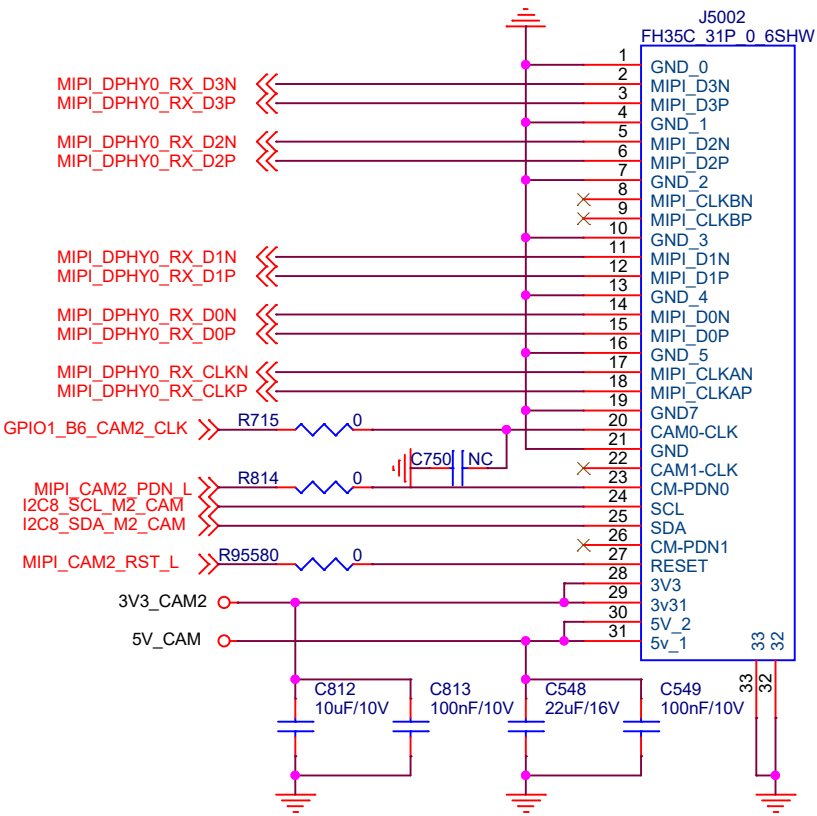 J5002
FH35C_31P_0_6SHW
1 GND_0
MIPI_DPHY0_RX_D3N 2 MIPI_D3N
MIPI_DPHY0_RX_D3P 3 MIPI_D3P
4 GND_1
MIPI_DPHY0_RX_D2N 5 MIPI_D2N
MIPI_DPHY0_RX_D2P 6 MIPI_D2P
7 GND_2
8 MIPI_CLKBN
9 MIPI_CLKBP
10 GND_3
MIPI_DPHY0_RX_D1N 11 MIPI_D1N
MIPI_DPHY0_RX_D1P 12 MIPI_D1P
13 GND_4
MIPI_DPHY0_RX_D0N 14 MIPI_D0N
MIPI_DPHY0_RX_D0P 15 MIPI_D0P
16 GND_5
MIPI_DPHY0_RX_CLKN 17 MIPI_CLKAN
MIPI_DPHY0_RX_CLKP 18 MIPI_CLKAP
19 GND7
GPIO1_B6_CAM2_CLK R715 0 20 CAM0-CLK
21 GND
C750 NC 22 CAM1-CLK
MIPI_CAM2_PDN_L R814 0 23 CM-PDN0
I2C8_SCL_M2_CAM 24 SCL
I2C8_SDA_M2_CAM 25 SDA
26 CM-PDN1
MIPI_CAM2_RST_L R95580 0 27 RESET
28 3V3
3V3_CAM2 29 3v31
30 5V_2
5V_CAM 31 5v_1
33 32
33 32
C812 C813 C548 C549
10uF/10V 100nF/10V 22uF/16V 100nF/10V